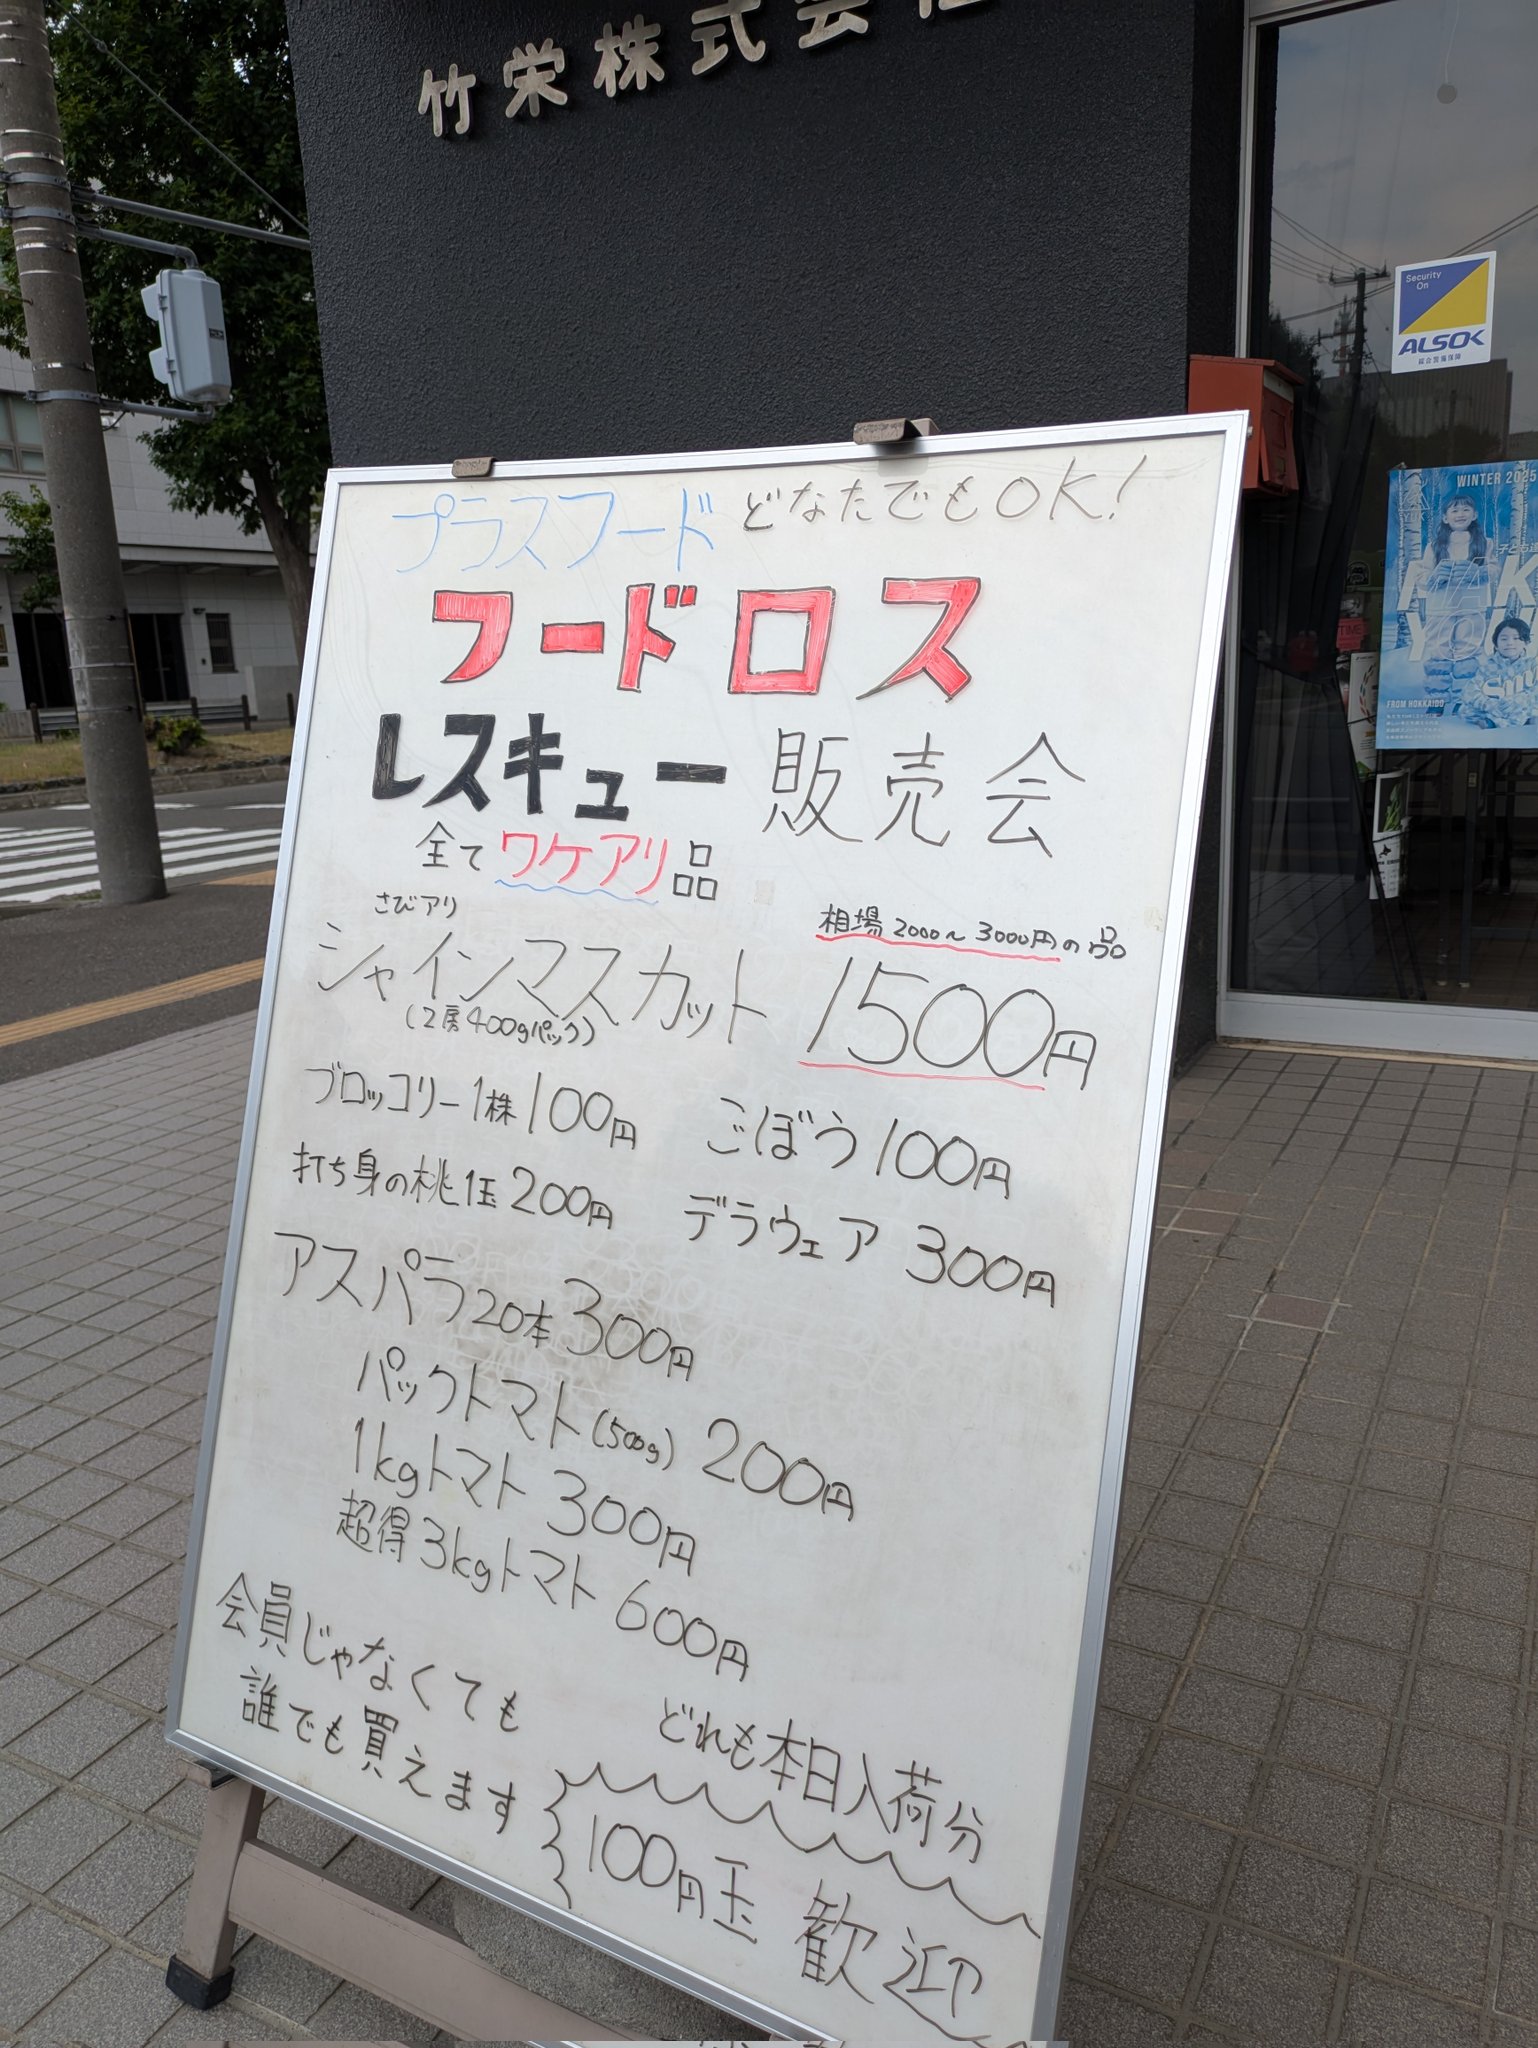 竹栄株式会社
Security On
ALSOK
綜合警備保障
WINTER 2025
FROM HOKKAIDO
プラスフード どなたでもOK!
フードロス
レスキュー 販売会
全てワケアリ品
さびアリ
相場2000~3000円の品
シャインマスカット 1500円
(2房400gパック)
ブロッコリー1株100円 ごぼう100円
打ち身の桃1玉200円 デラウェア 300円
アスパラ20本300円
パックトマト(500g) 200円
1kgトマト 300円
超得3kgトマト 600円
会員じゃなくても
誰でも買えます
どれも本日入荷分
100円玉 歓迎